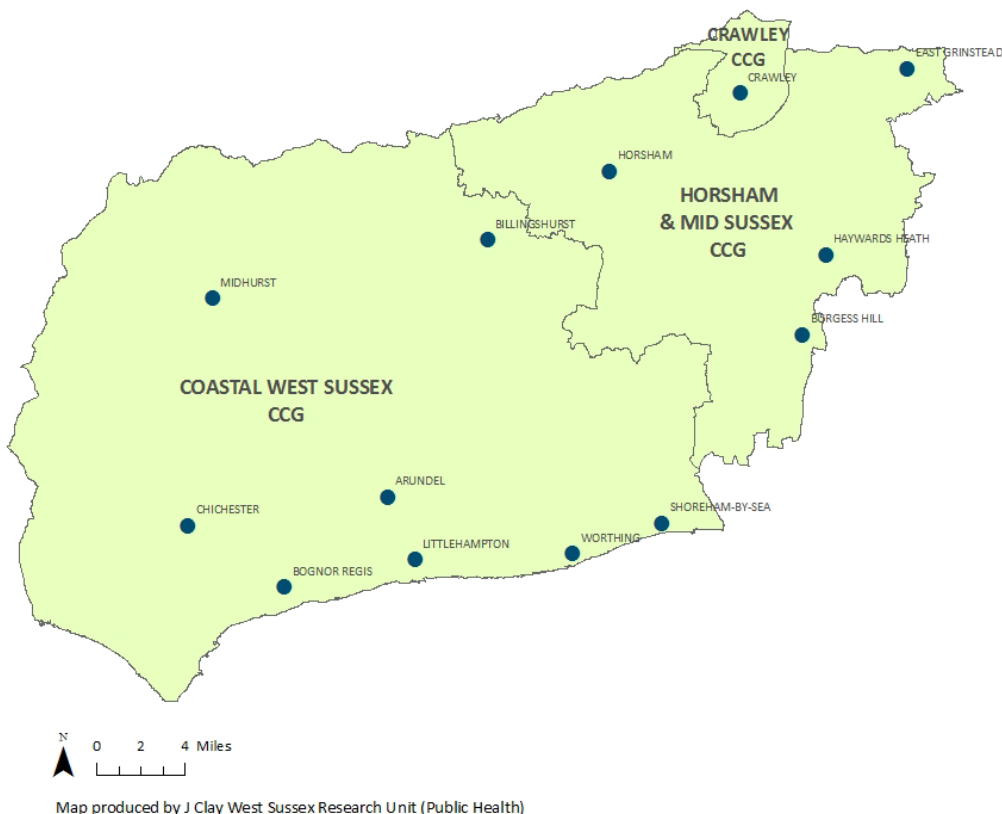 CRAWLEY
CCG
EAST GRINSTEAD
CRAWLEY
HORSHAM
HORSHAM
& MID SUSSEX
CCG
BILLINGSHURST
HAYWARDS HEATH
MIDHURST
BURGESS HILL
COASTAL WEST SUSSEX
CCG
ARUNDEL
CHICHESTER
SHOREHAM-BY-SEA
LITTLEHAMPTON
WORTHING
BOGNOR REGIS
N
0 2 4 Miles
Map produced by J Clay West Sussex Research Unit (Public Health)